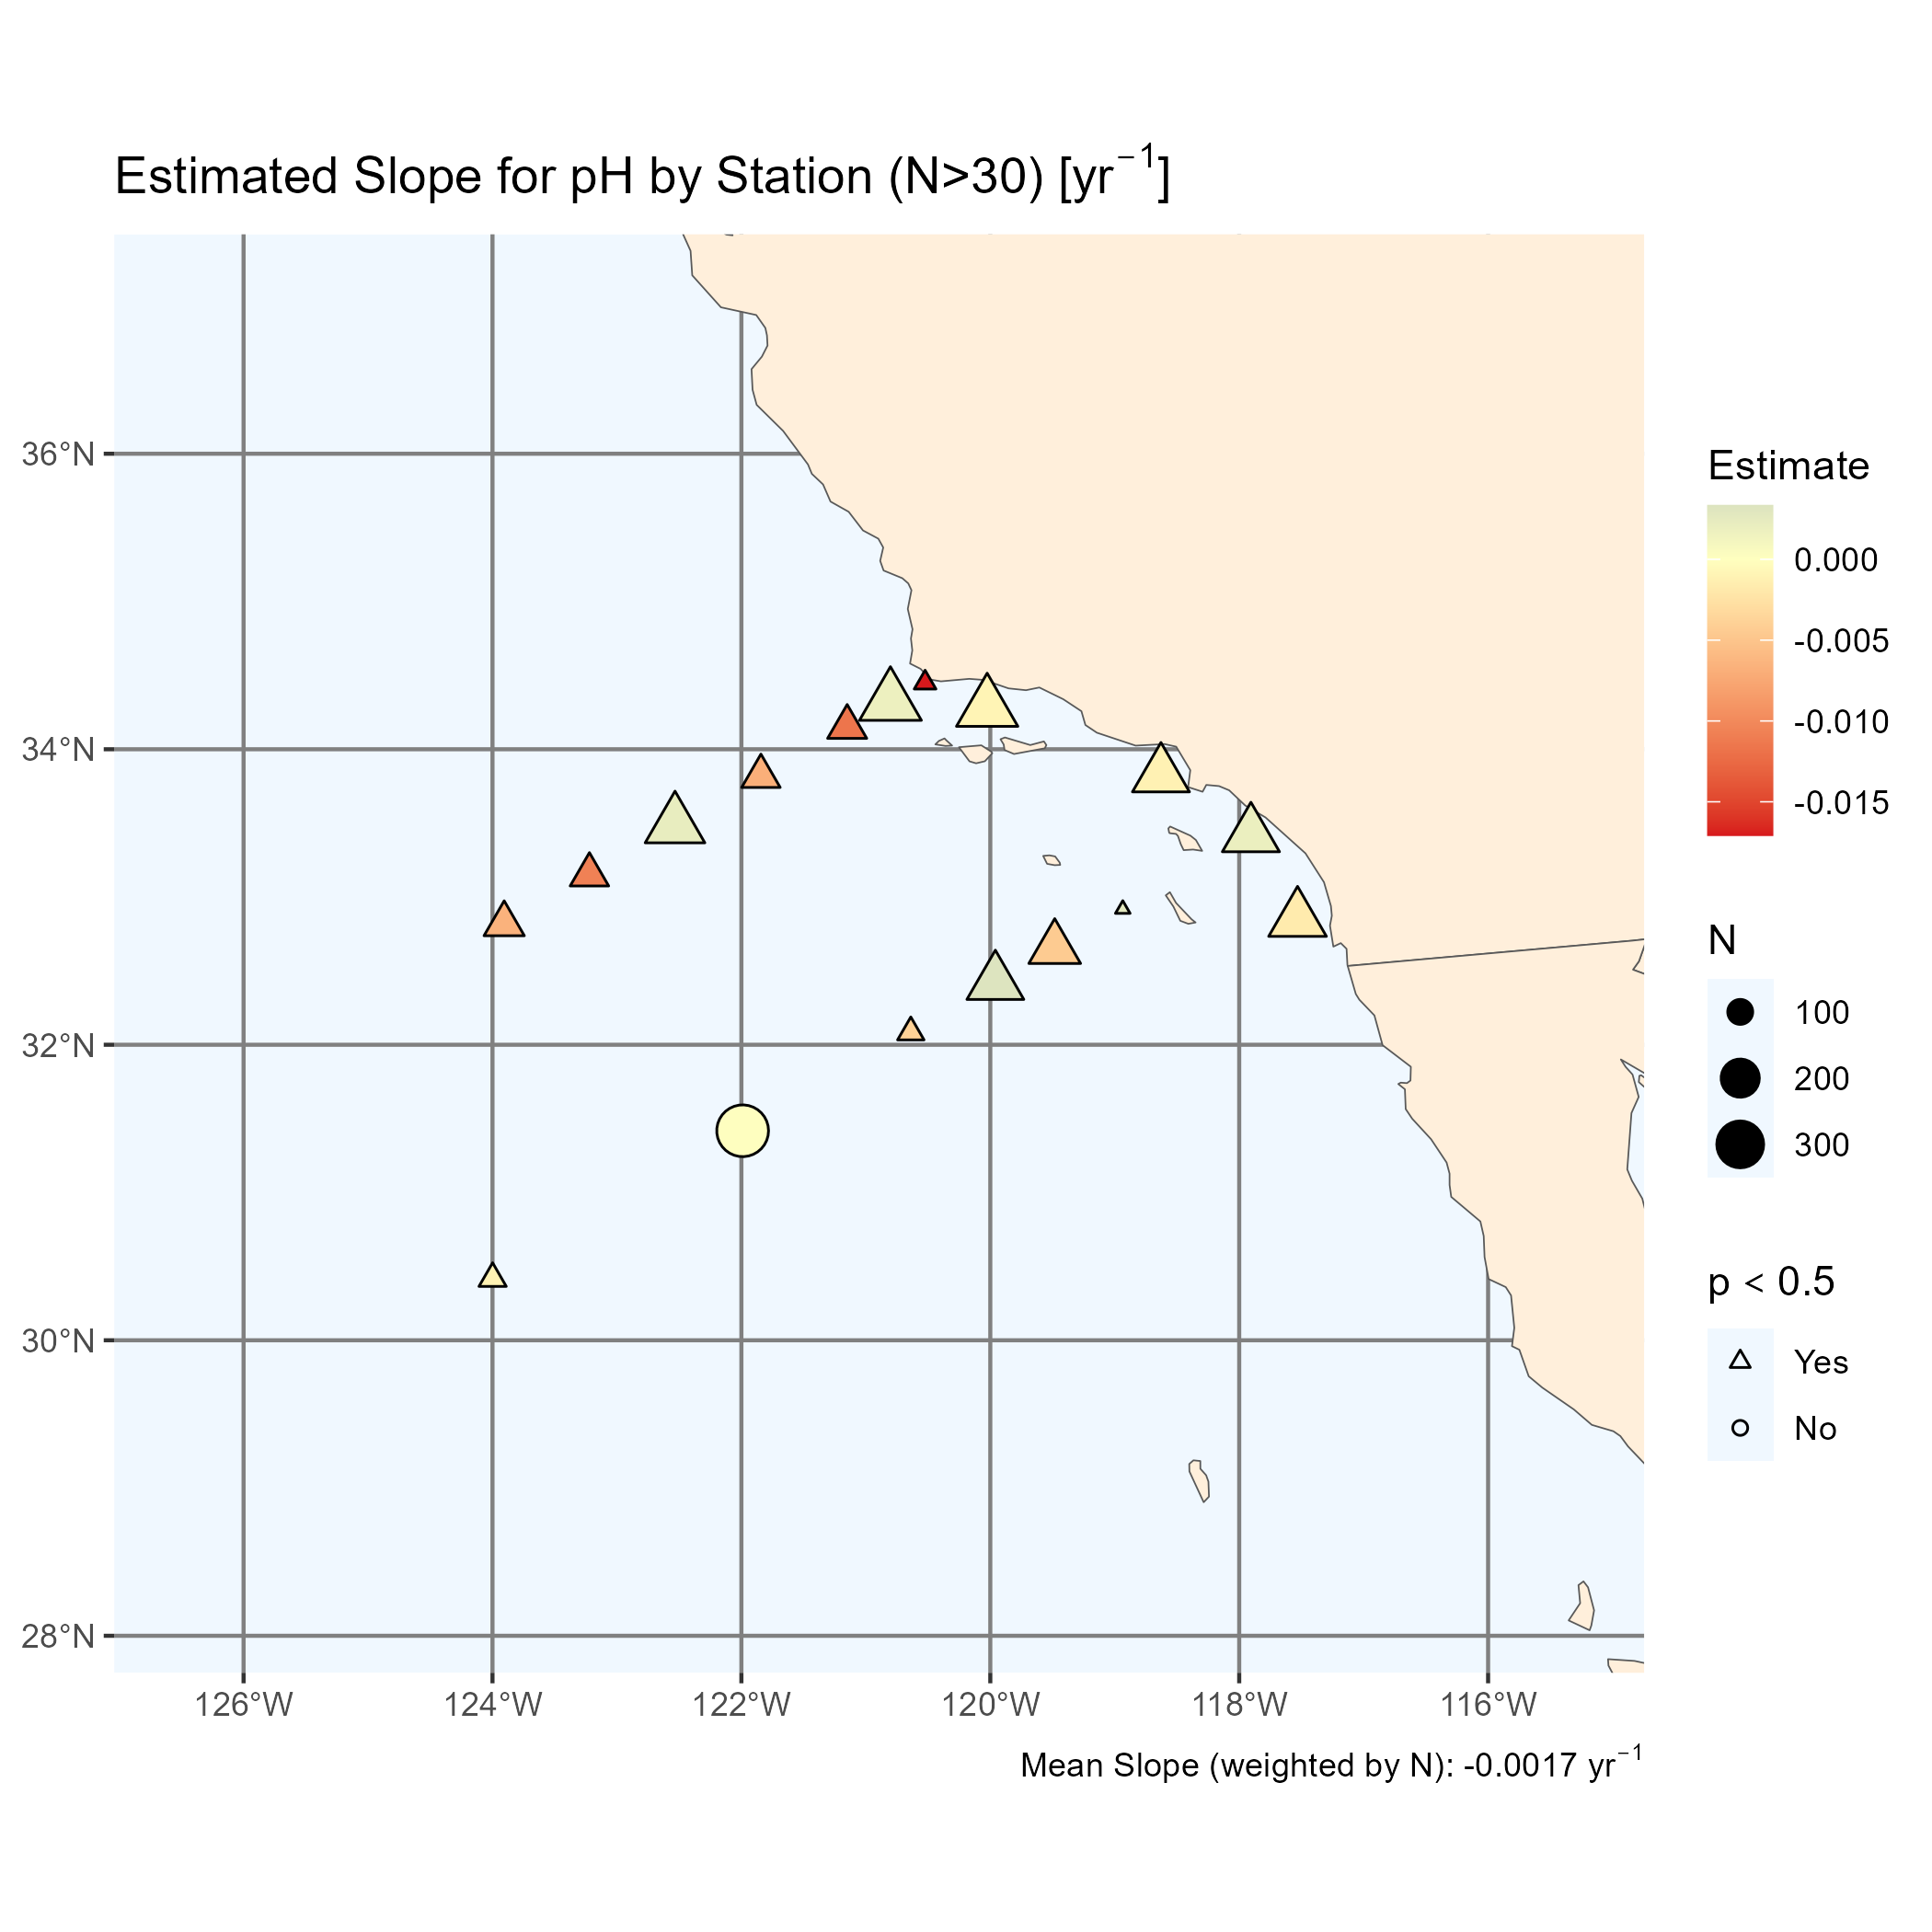 Estimated Slope for pH by Station (N>30) [yr⁻¹]
36°N
34°N
32°N
30°N
28°N
126°W 124°W 122°W 120°W 118°W 116°W
Mean Slope (weighted by N): -0.0017 yr⁻¹
Estimate
0.000
-0.005
-0.010
-0.015
N
100
200
300
p < 0.5
Yes
No